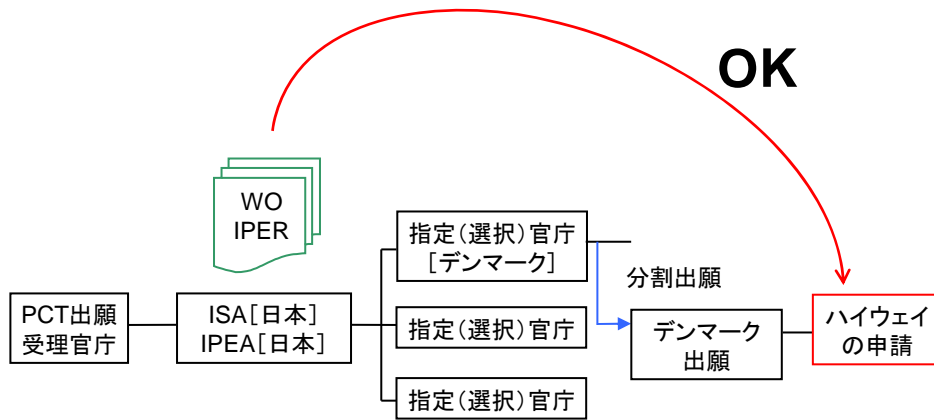 OK
WO
IPER
指定(選択)官庁
[デンマーク]
分割出願
PCT出願
受理官庁
ISA[日本]
IPEA[日本]
指定(選択)官庁
デンマーク
出願
ハイウェイ
の申請
指定(選択)官庁